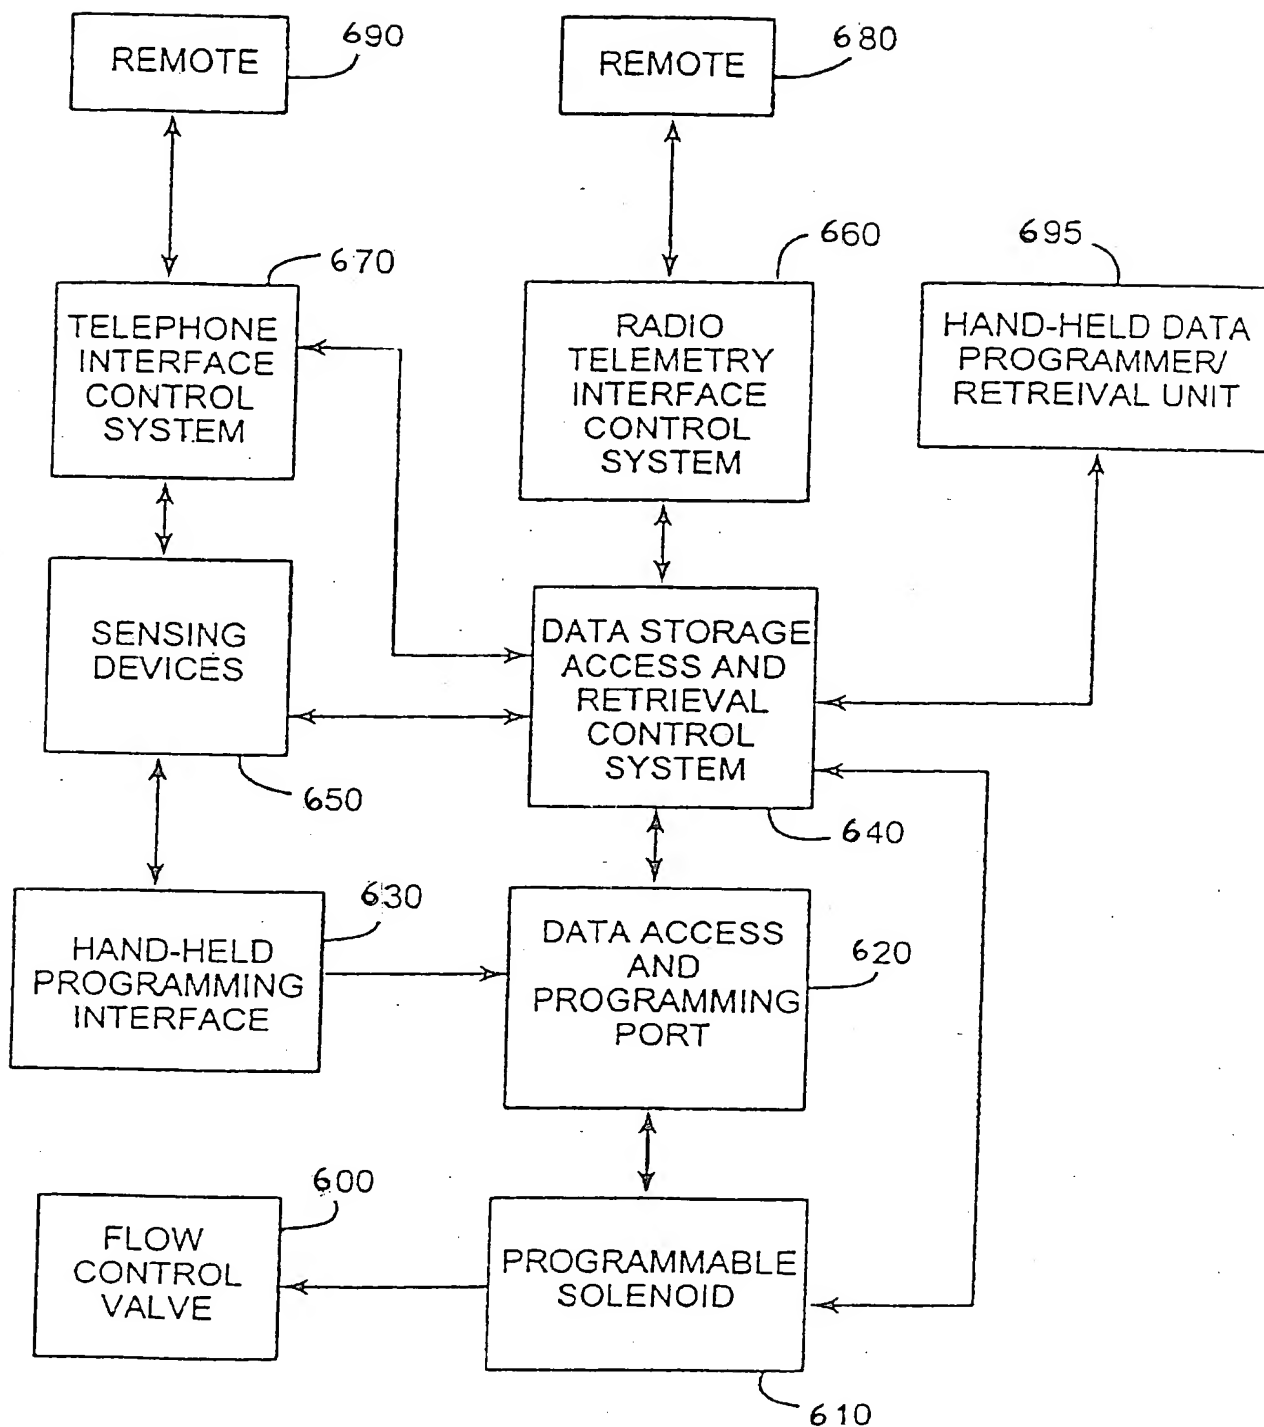 690
REMOTE
680
REMOTE
670
TELEPHONE
INTERFACE
CONTROL
SYSTEM
660
RADIO
TELEMETRY
INTERFACE
CONTROL
SYSTEM
695
HAND-HELD DATA
PROGRAMMER/
RETREIVAL UNIT
SENSING
DEVICES
650
DATA STORAGE
ACCESS AND
RETRIEVAL
CONTROL
SYSTEM
640
630
HAND-HELD
PROGRAMMING
INTERFACE
DATA ACCESS
AND
PROGRAMMING
PORT
620
600
FLOW
CONTROL
VALVE
PROGRAMMABLE
SOLENOID
610